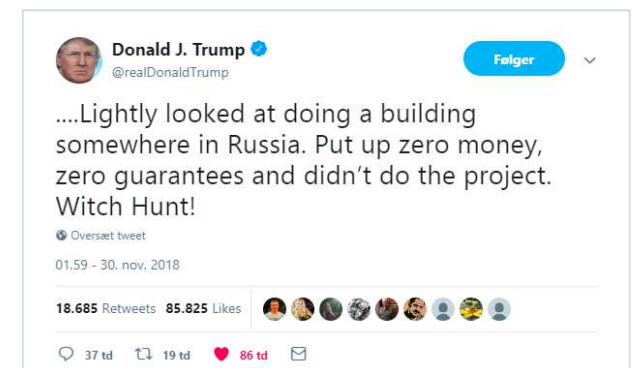 Donald J. Trump
@realDonaldTrump
Følger
....Lightly looked at doing a building
somewhere in Russia. Put up zero money,
zero guarantees and didn't do the project.
Witch Hunt!
Oversæt tweet
01.59 - 30. nov. 2018
18.685 Retweets 85.825 Likes
37 td 19 td 86 td